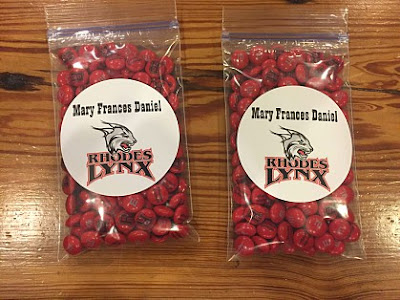 Mary Frances Daniel
RHODES
LYNX
Mary Frances Daniel
RHODES
LYNX